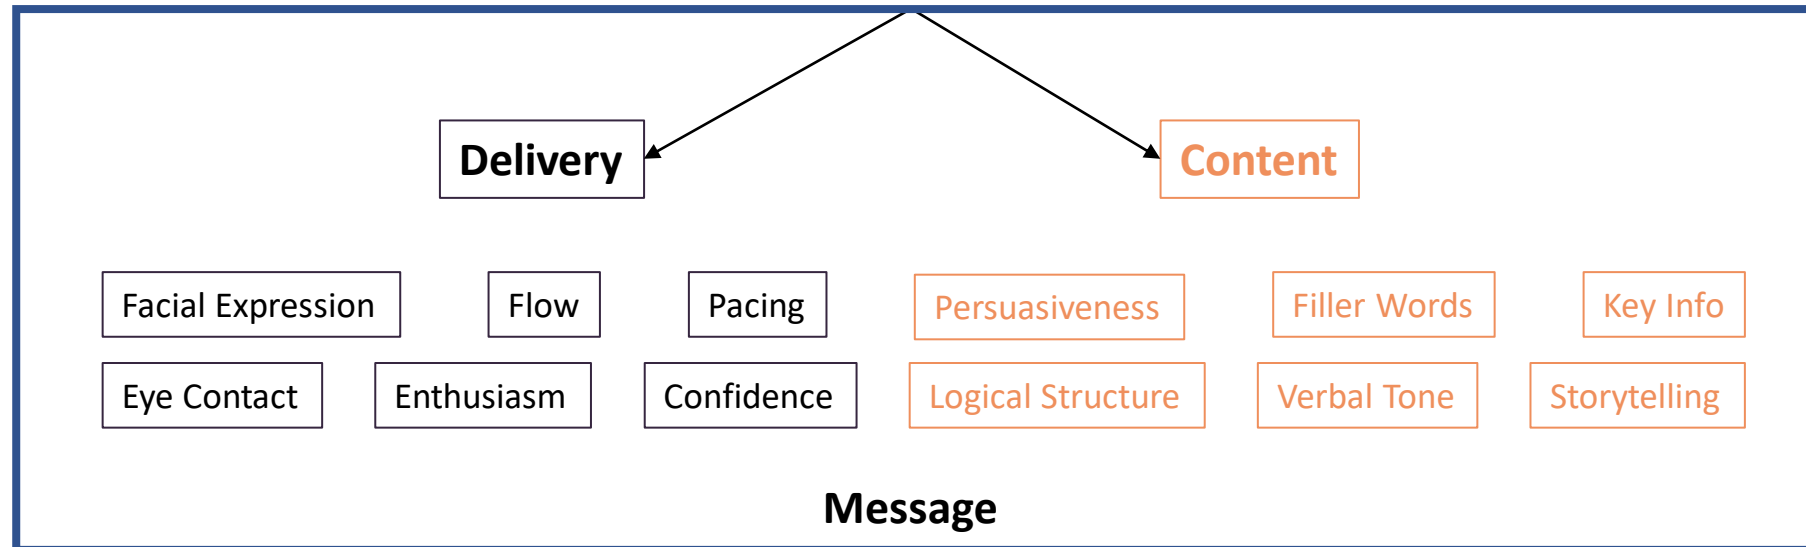 Delivery
Content
Facial Expression
Flow
Pacing
Persuasiveness
Filler Words
Key Info
Eye Contact
Enthusiasm
Confidence
Logical Structure
Verbal Tone
Storytelling
Message